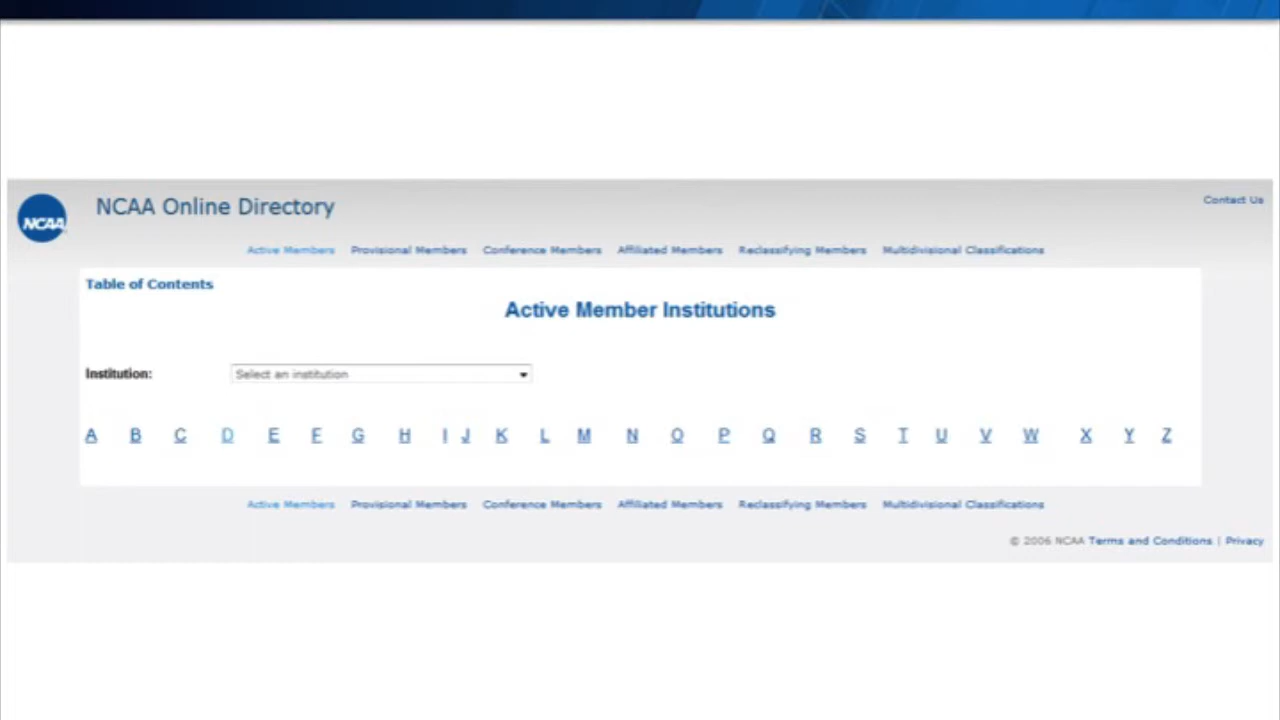 NCAA
NCAA Online Directory
Contact Us
Active Members Provisional Members Conference Members Affiliated Members Reclassifying Members Multidivisional Classifications
Table of Contents
Active Member Institutions
Institution: Select an institution
A B C D E F G H I J K L M N O P Q R S T U V W X Y Z
Active Members Provisional Members Conference Members Affiliated Members Reclassifying Members Multidivisional Classifications
© 2006 NCAA Terms and Conditions | Privacy